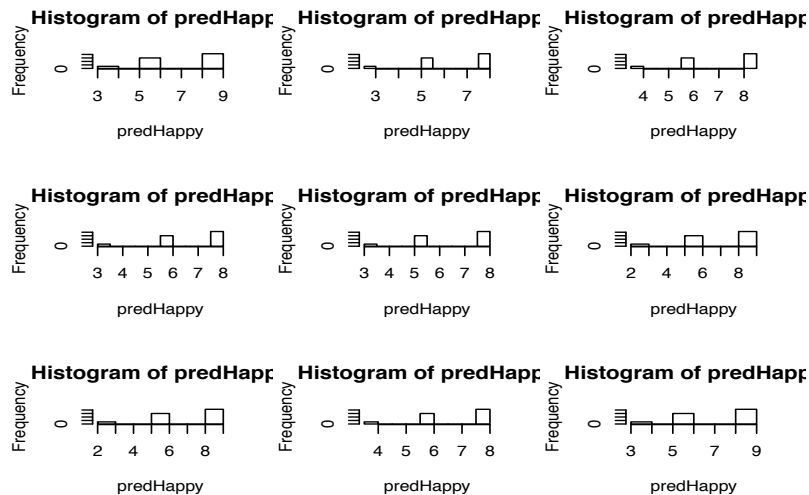 Histogram of predHapp
Frequency
0
3 5 7 9
predHappy
Histogram of predHapp
Frequency
0
3 5 7
predHappy
Histogram of predHapp
Frequency
0
4 5 6 7 8
predHappy
Histogram of predHapp
Frequency
0
3 4 5 6 7 8
predHappy
Histogram of predHapp
Frequency
0
3 4 5 6 7 8
predHappy
Histogram of predHapp
Frequency
0
2 4 6 8
predHappy
Histogram of predHapp
Frequency
0
2 4 6 8
predHappy
Histogram of predHapp
Frequency
0
4 5 6 7 8
predHappy
Histogram of predHapp
Frequency
0
3 5 7 9
predHappy